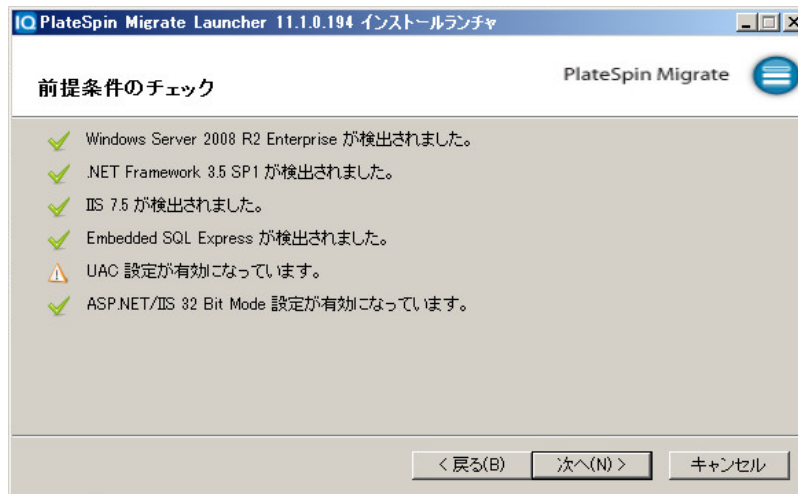 IQ PlateSpin Migrate Launcher 11.1.0.194 インストールランチャ
前提条件のチェック
PlateSpin Migrate
Windows Server 2008 R2 Enterprise が検出されました。
.NET Framework 3.5 SP1 が検出されました。
IIS 7.5 が検出されました。
Embedded SQL Express が検出されました。
UAC 設定が有効になっています。
ASP.NET/IIS 32 Bit Mode 設定が有効になっています。
< 戻る(B) 次へ(N) > キャンセル